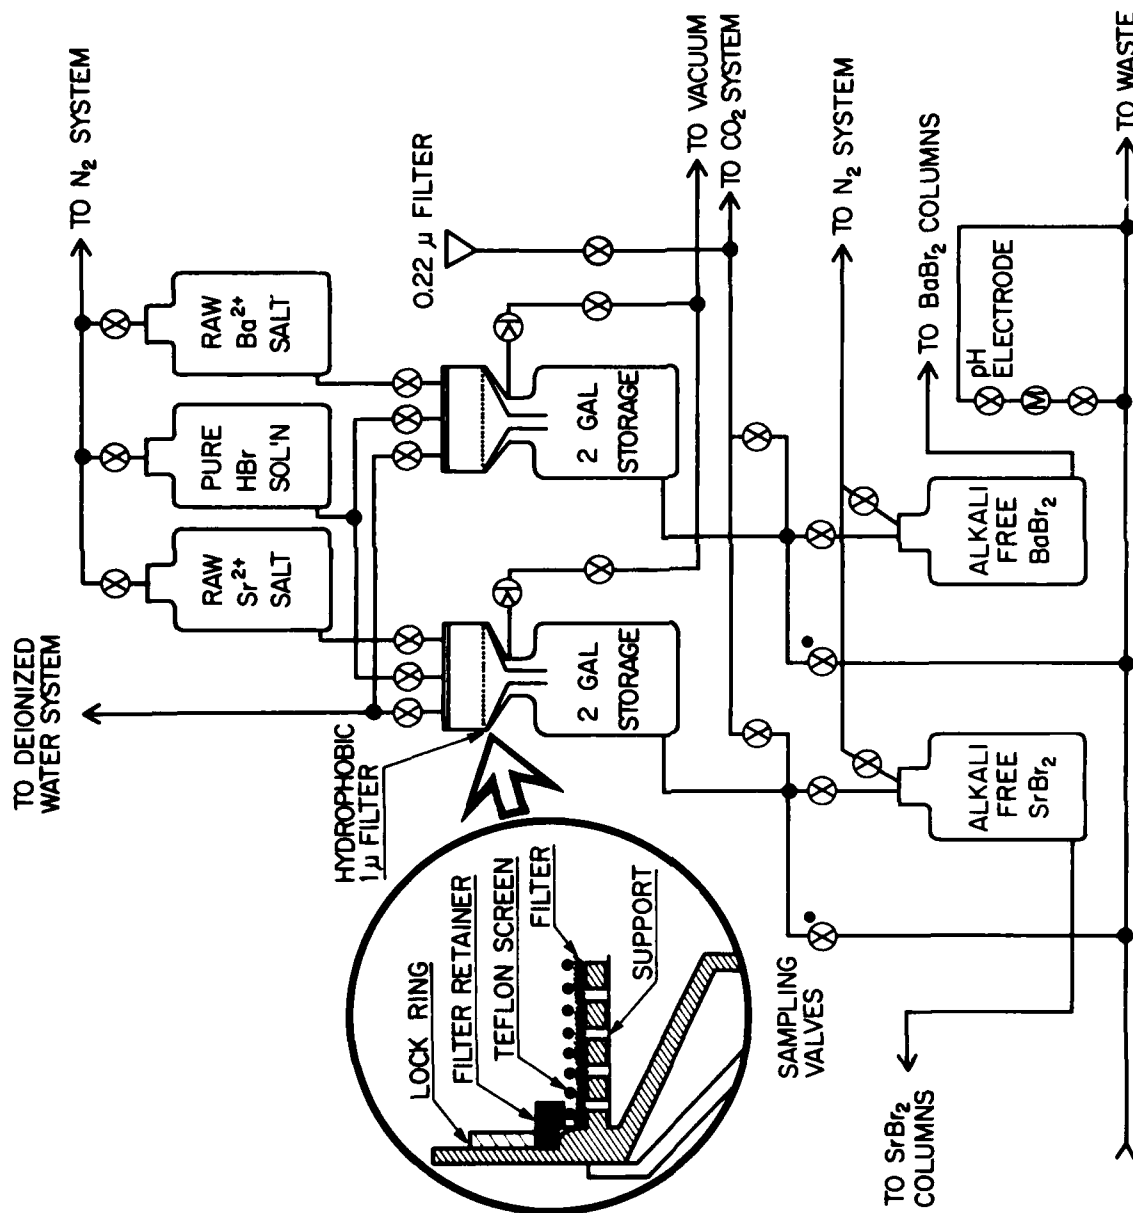 TO DEIONIZED
WATER SYSTEM
TO N₂ SYSTEM
RAW
Sr²⁺
SALT
PURE
HBr
SOL'N
RAW
Ba²⁺
SALT
HYDROPHOBIC
1μ FILTER
0.22 μ FILTER
2 GAL
STORAGE
2 GAL
STORAGE
TO VACUUM
TO CO₂ SYSTEM
LOCK RING
FILTER RETAINER
TEFLON SCREEN
FILTER
SUPPORT
SAMPLING
VALVES
TO N₂ SYSTEM
TO BaBr₂ COLUMNS
ALKALI
FREE
SrBr₂
ALKALI
FREE
BaBr₂
pH
ELECTRODE
M
TO SrBr₂
COLUMNS
TO WASTE